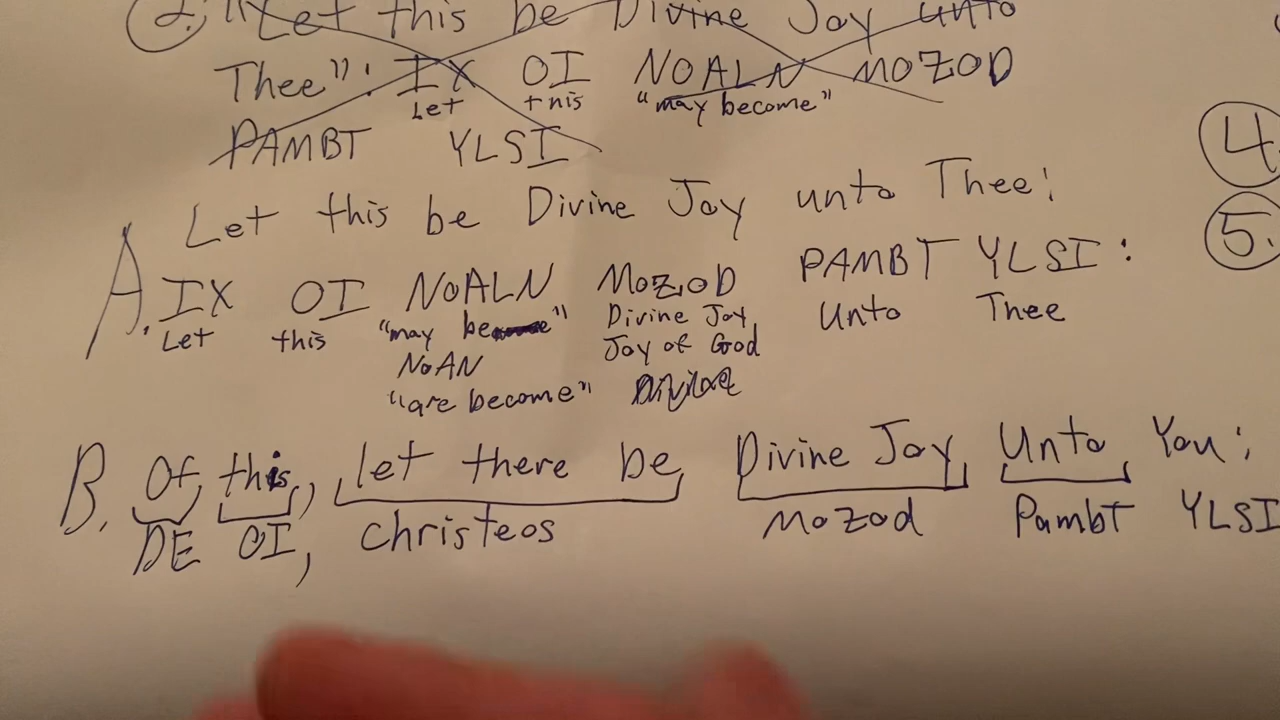 2, "Let this be Divine Joy unto
Thee": IX OI NOALN MOZOD
Let this "may become"
PAMBT YLSI
4
Let this be Divine Joy unto Thee:
5.
A. IX OI NOALN MOZOD PAMBT YLSI:
Let this "may be" Divine Joy Unto Thee
NOAN Joy of God
"are become"
B. Of this, let there be Divine Joy Unto You:
DE OI, christeos Mozod Pambt YLSI